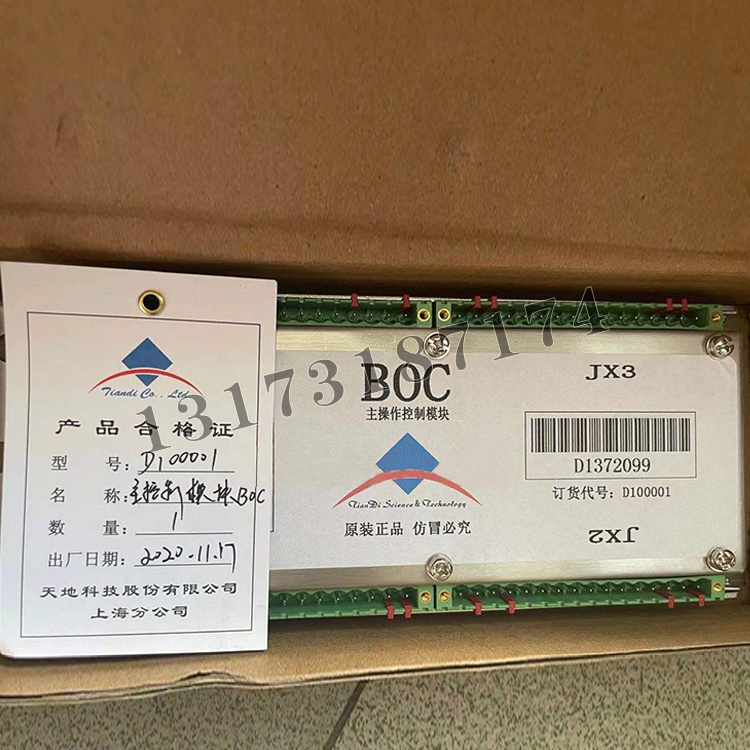 Tiandi Co., Ltd
产品合格证
型 号: D100001
名 称: 主控制模块BOC
数 量: 1
出厂日期: 2020.11.17
天地科技股份有限公司
上海分公司
BOC
主操作控制模块
TianDi Science & Technology
原装正品 仿冒必究
JX3
D1372099
订货代号: D100001
JX2
13173187174